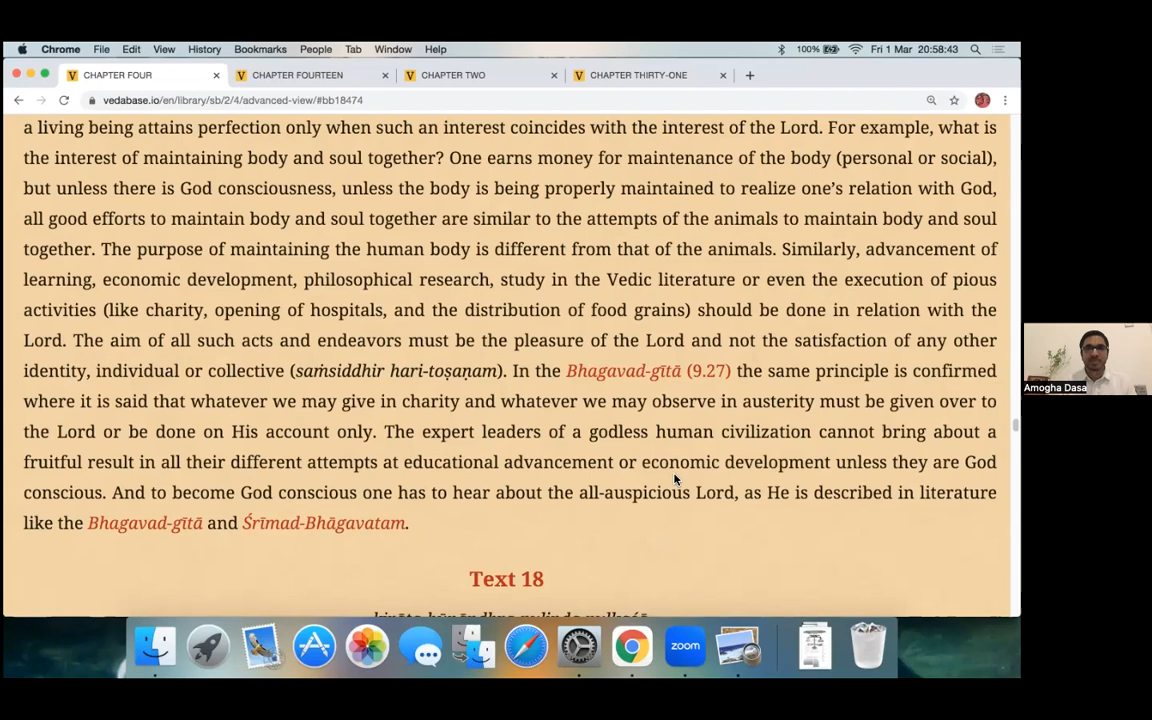 Chrome File Edit View History Bookmarks People Tab Window Help 100% Fri 1 Mar 20:58:43
CHAPTER FOUR CHAPTER FOURTEEN CHAPTER TWO CHAPTER THIRTY-ONE
vedabase.io/en/library/sb/2/4/advanced-view/#bb18474
a living being attains perfection only when such an interest coincides with the interest of the Lord. For example, what is
the interest of maintaining body and soul together? One earns money for maintenance of the body (personal or social),
but unless there is God consciousness, unless the body is being properly maintained to realize one's relation with God,
all good efforts to maintain body and soul together are similar to the attempts of the animals to maintain body and soul
together. The purpose of maintaining the human body is different from that of the animals. Similarly, advancement of
learning, economic development, philosophical research, study in the Vedic literature or even the execution of pious
activities (like charity, opening of hospitals, and the distribution of food grains) should be done in relation with the
Lord. The aim of all such acts and endeavors must be the pleasure of the Lord and not the satisfaction of any other
identity, individual or collective (saṁsiddhir hari-toṣaṇam). In the Bhagavad-gītā (9.27) the same principle is confirmed
where it is said that whatever we may give in charity and whatever we may observe in austerity must be given over to
the Lord or be done on His account only. The expert leaders of a godless human civilization cannot bring about a
fruitful result in all their different attempts at educational advancement or economic development unless they are God
conscious. And to become God conscious one has to hear about the all-auspicious Lord, as He is described in literature
like the Bhagavad-gītā and Śrīmad-Bhāgavatam.
Text 18
zoom
Amogha Dasa